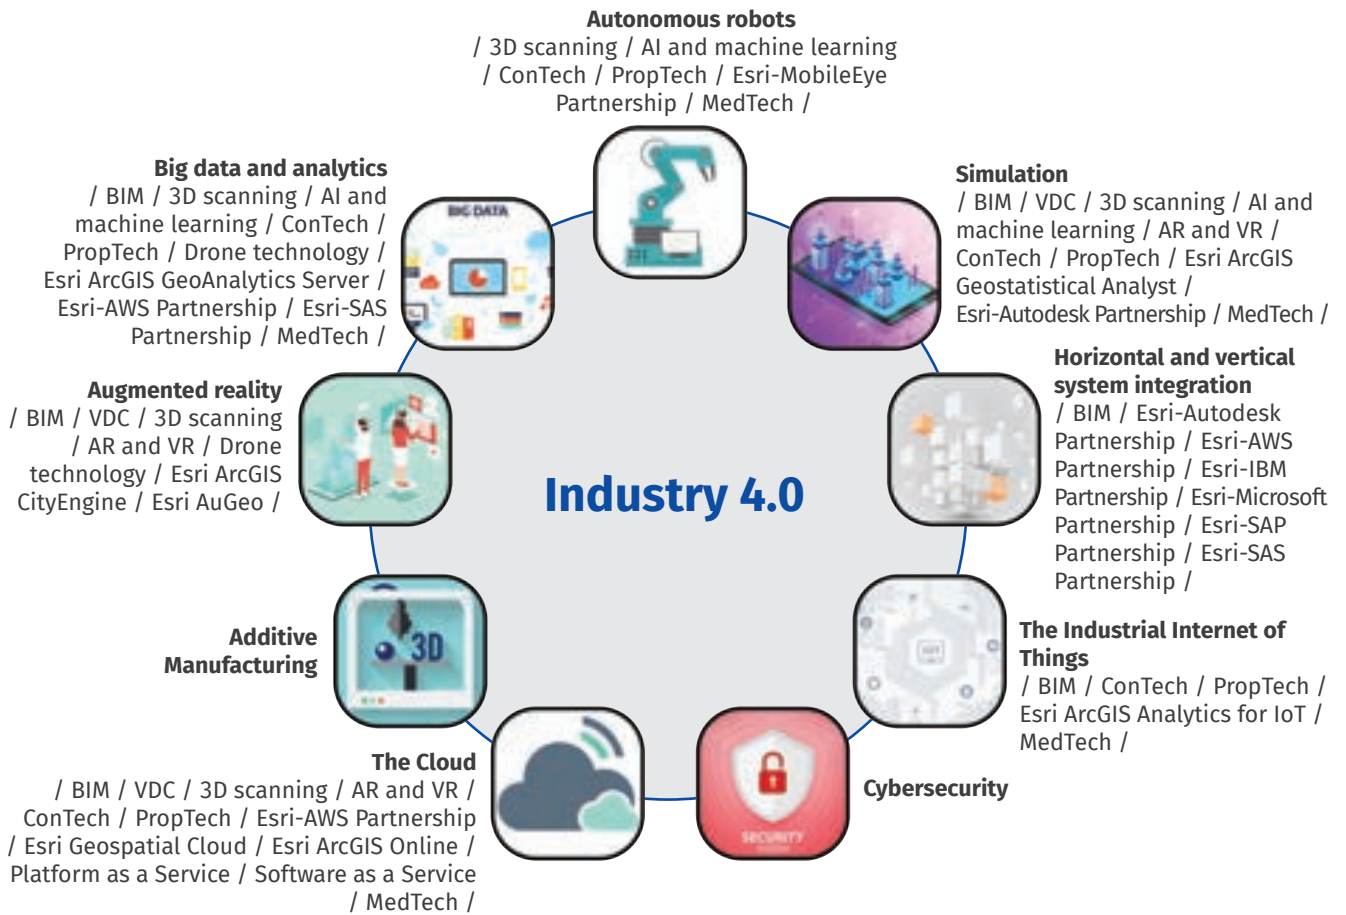 Autonomous robots
/ 3D scanning / AI and machine learning
/ ConTech / PropTech / Esri-MobileEye
Partnership / MedTech /
Big data and analytics
/ BIM / 3D scanning / AI and
machine learning / ConTech /
PropTech / Drone technology /
Esri ArcGIS GeoAnalytics Server /
Esri-AWS Partnership / Esri-SAS
Partnership / MedTech /
BIG DATA
Simulation
/ BIM / VDC / 3D scanning / AI and
machine learning / AR and VR /
ConTech / PropTech / Esri ArcGIS
Geostatistical Analyst /
Esri-Autodesk Partnership / MedTech /
Augmented reality
/ BIM / VDC / 3D scanning
/ AR and VR / Drone
technology / Esri ArcGIS
CityEngine / Esri AuGeo /
Horizontal and vertical
system integration
/ BIM / Esri-Autodesk
Partnership / Esri-AWS
Partnership / Esri-IBM
Partnership / Esri-Microsoft
Partnership / Esri-SAP
Partnership / Esri-SAS
Partnership /
Industry 4.0
Additive
Manufacturing
3D
The Industrial Internet of
Things
/ BIM / ConTech / PropTech /
Esri ArcGIS Analytics for IoT /
MedTech /
The Cloud
/ BIM / VDC / 3D scanning / AR and VR /
ConTech / PropTech / Esri-AWS Partnership
/ Esri Geospatial Cloud / Esri ArcGIS Online /
Platform as a Service / Software as a Service
/ MedTech /
Cybersecurity
SECURITY